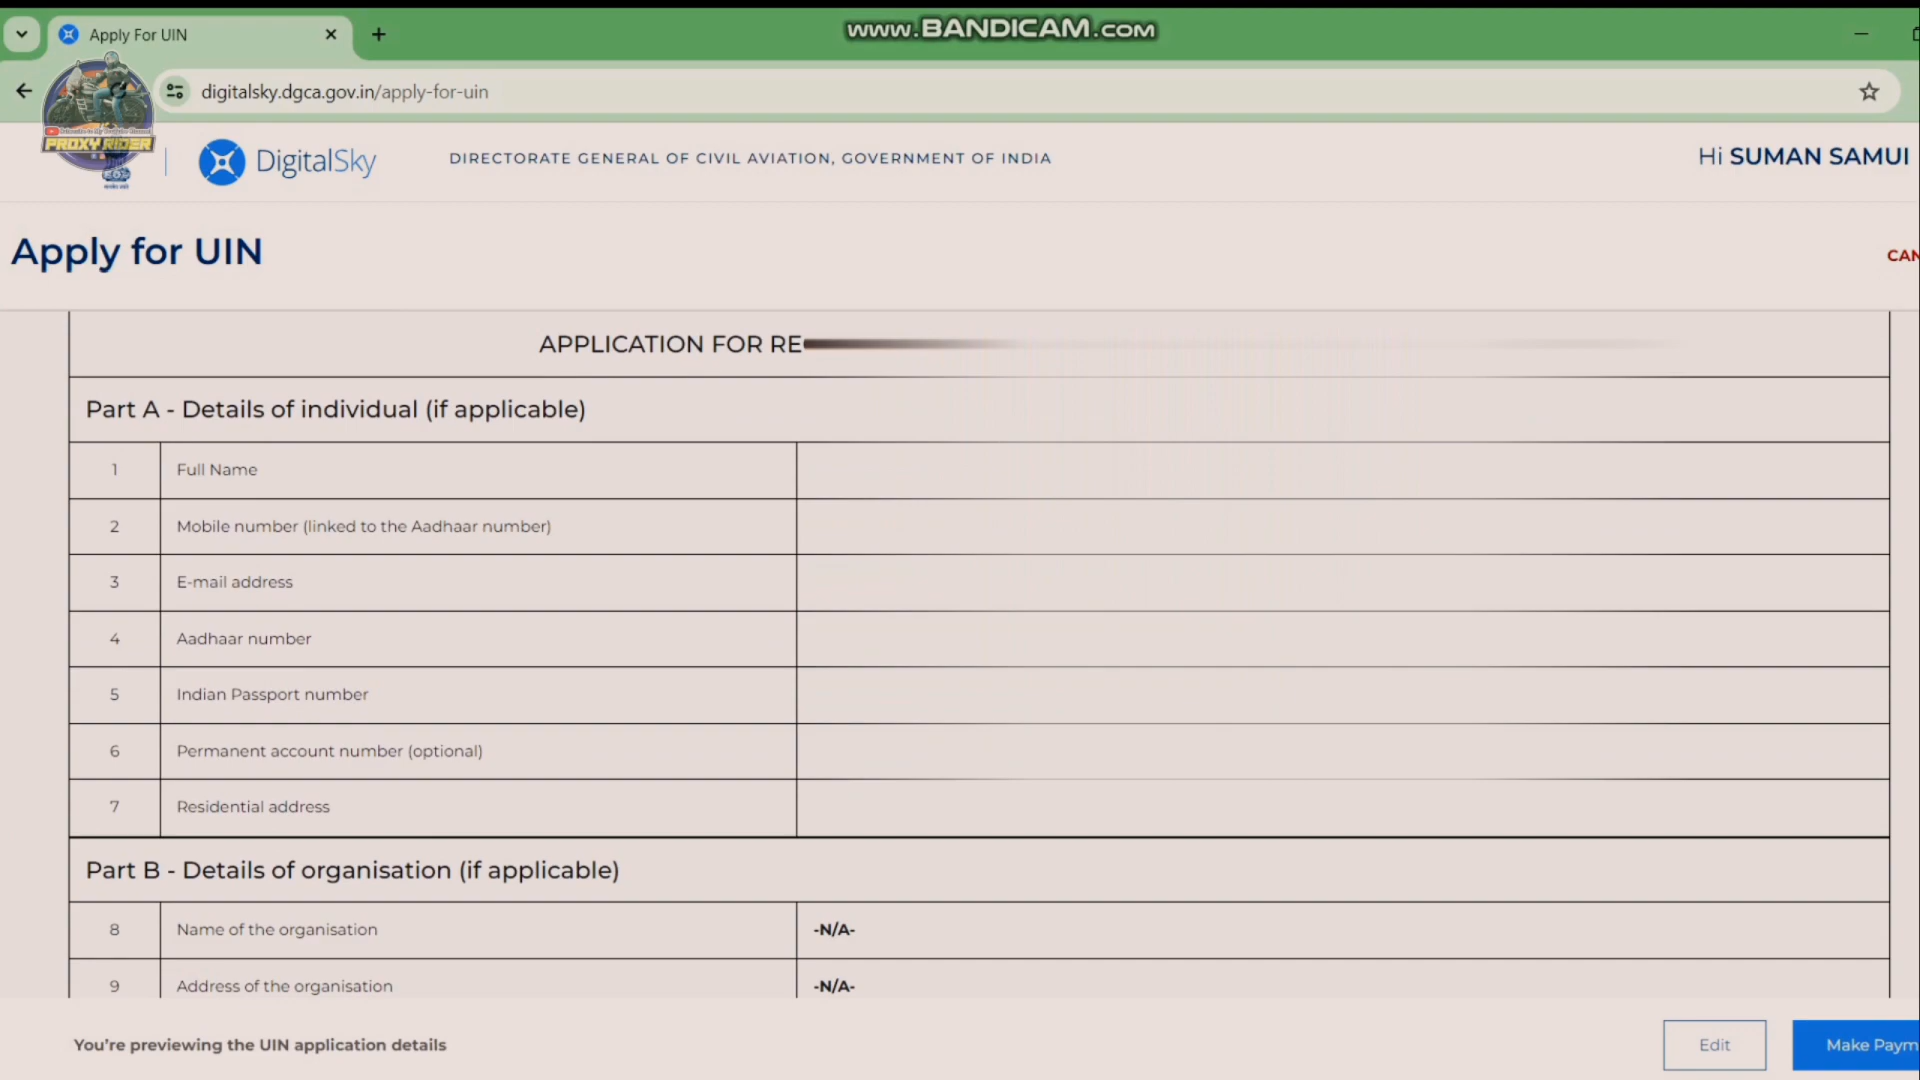 Apply For UIN
www.BANDICAM.com
digitalsky.dgca.gov.in/apply-for-uin
PROXY RIDER
DigitalSky
DIRECTORATE GENERAL OF CIVIL AVIATION, GOVERNMENT OF INDIA
Hi SUMAN SAMUI
Apply for UIN
CAN
APPLICATION FOR RE
Part A - Details of individual (if applicable)
1 Full Name
2 Mobile number (linked to the Aadhaar number)
3 E-mail address
4 Aadhaar number
5 Indian Passport number
6 Permanent account number (optional)
7 Residential address
Part B - Details of organisation (if applicable)
8 Name of the organisation -N/A-
9 Address of the organisation -N/A-
You're previewing the UIN application details
Edit
Make Paym